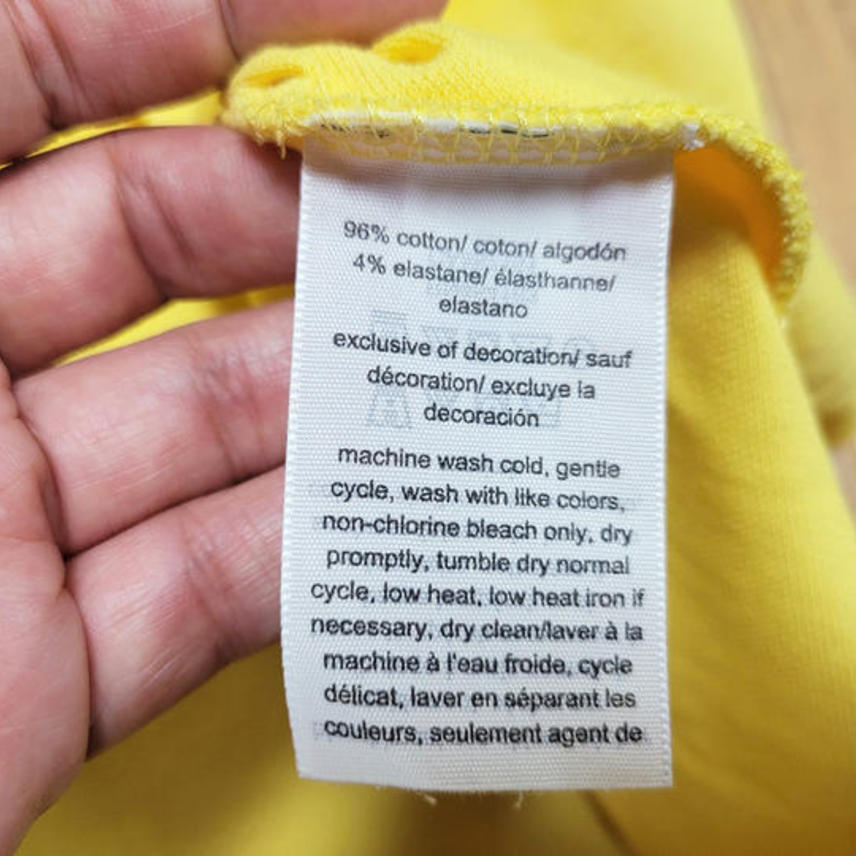 96% cotton/ coton/ algodón
4% elastane/ élasthanne/
elastano
exclusive of decoration/ sauf
décoration/ excluye la
decoración
machine wash cold, gentle
cycle, wash with like colors,
non-chlorine bleach only, dry
promptly, tumble dry normal
cycle, low heat, low heat iron if
necessary, dry clean/laver à la
machine à l'eau froide, cycle
délicat, laver en séparant les
couleurs, seulement agent de